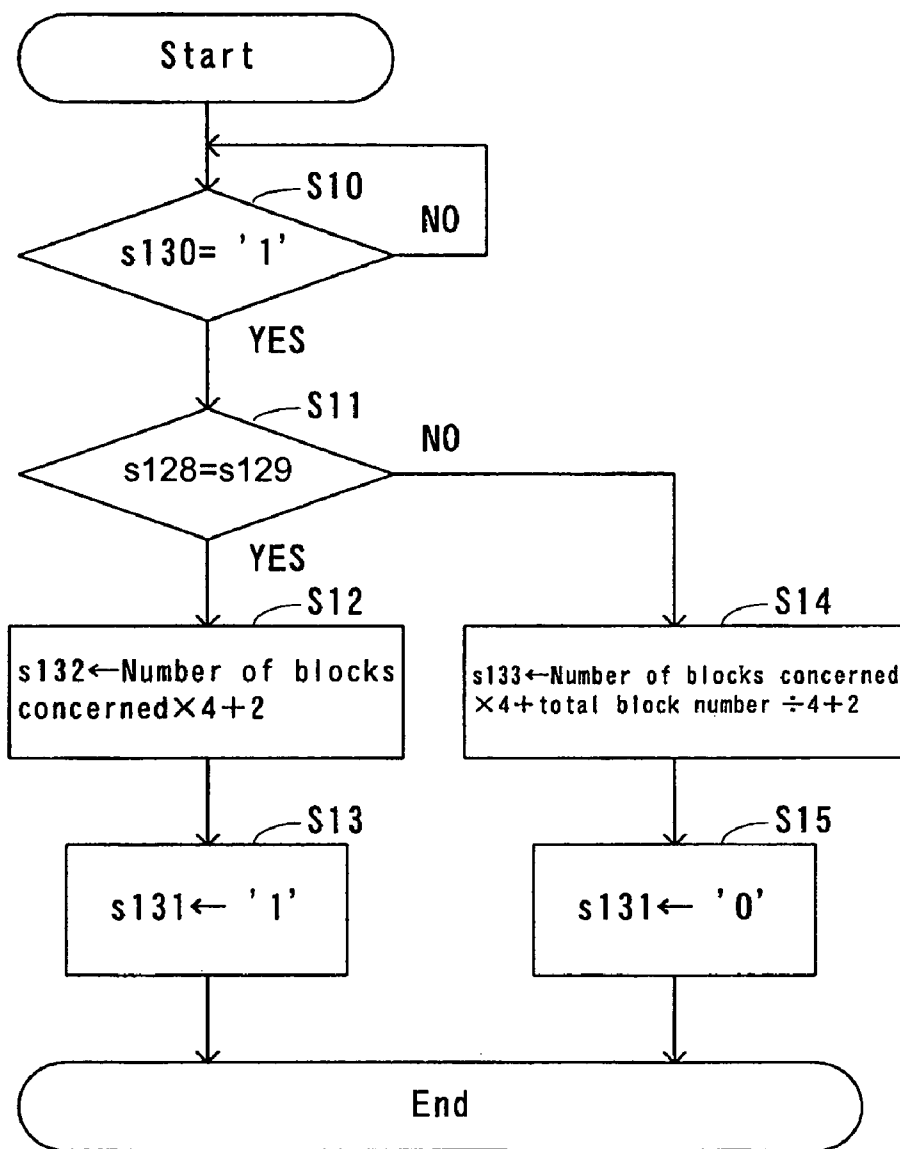 Start
S10
NO
s130= '1'
YES
S11
NO
s128=s129
YES
S12
s132←Number of blocks
concerned×4+2
S14
s133←Number of blocks concerned
×4+total block number ÷4+2
S13
s131← '1'
S15
s131← '0'
End